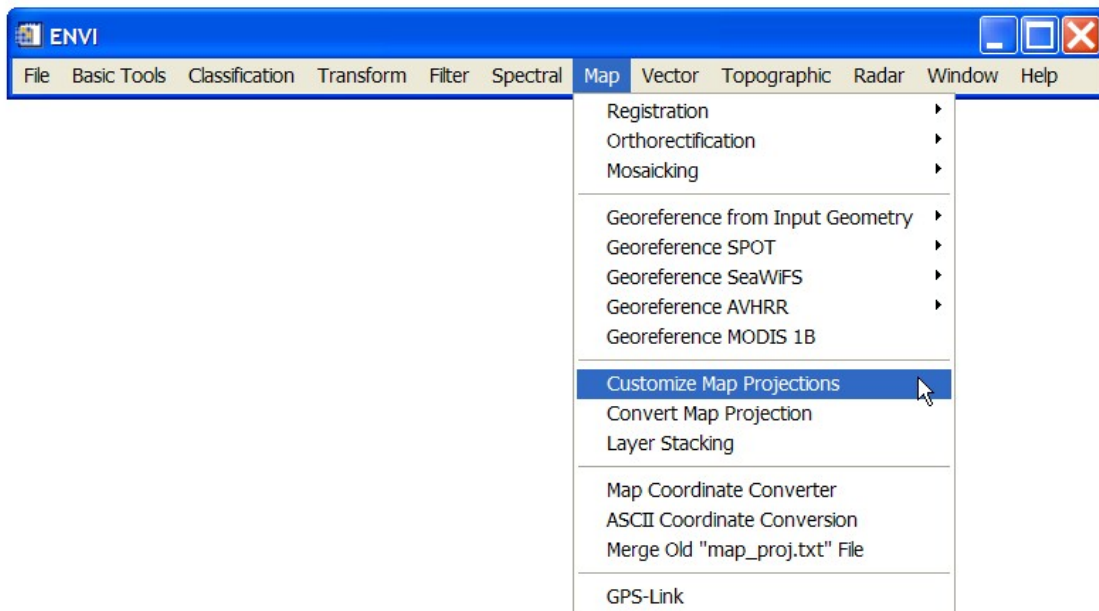 ENVI
File Basic Tools Classification Transform Filter Spectral Map Vector Topographic Radar Window Help
Registration
Orthorectification
Mosaicking
Georeference from Input Geometry
Georeference SPOT
Georeference SeaWiFS
Georeference AVHRR
Georeference MODIS 1B
Customize Map Projections
Convert Map Projection
Layer Stacking
Map Coordinate Converter
ASCII Coordinate Conversion
Merge Old "map_proj.txt" File
GPS-Link